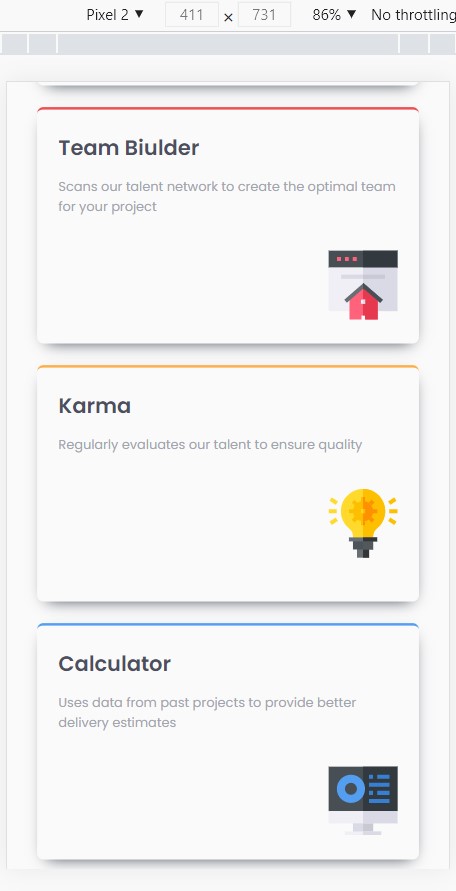 Pixel 2 ▼ 411 × 731 86% ▼ No throttling
Team Biulder
Scans our talent network to create the optimal team
for your project
Karma
Regularly evaluates our talent to ensure quality
Calculator
Uses data from past projects to provide better
delivery estimates